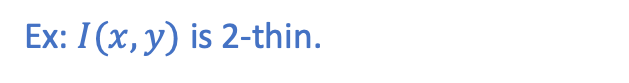 Ex: I(x, y) is 2-thin.